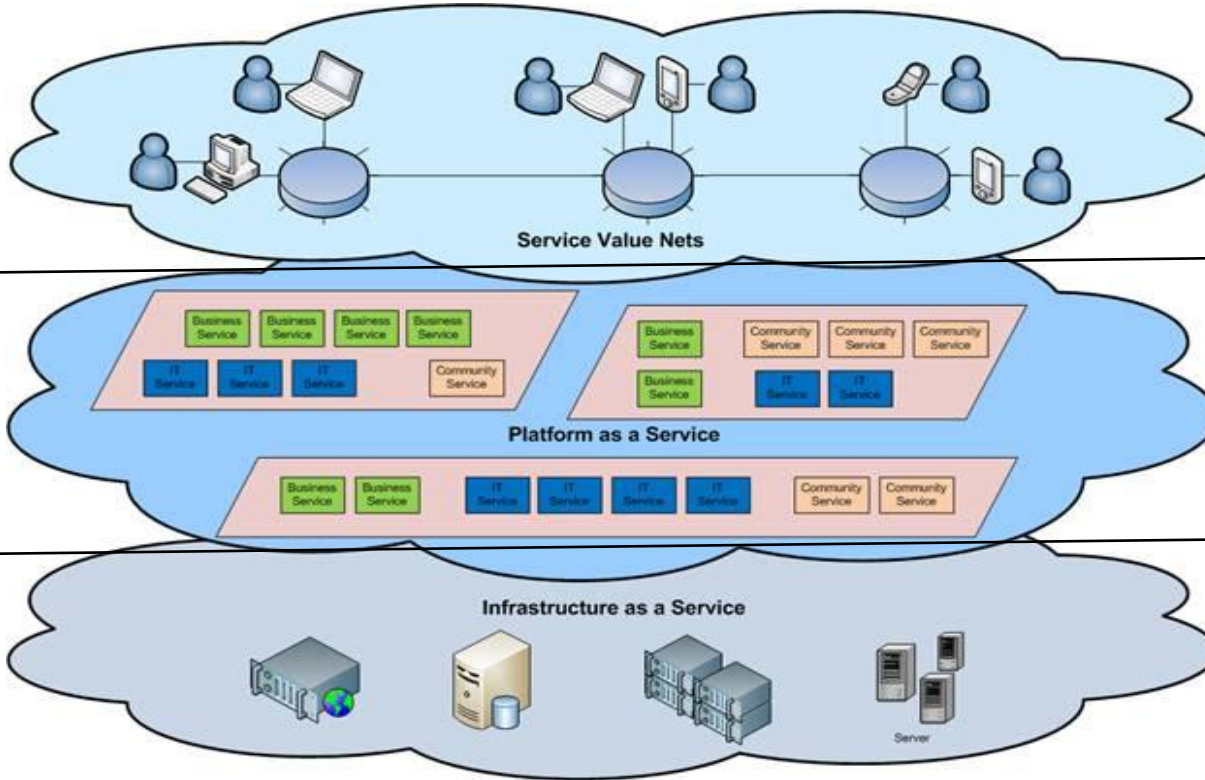 Service Value Nets
Business
Service
Business
Service
Business
Service
Business
Service
IT
Service
IT
Service
IT
Service
Community
Service
Business
Service
Community
Service
Community
Service
Community
Service
Business
Service
IT
Service
IT
Service
Platform as a Service
Business
Service
Business
Service
IT
Service
IT
Service
IT
Service
IT
Service
Community
Service
Community
Service
Infrastructure as a Service
Server